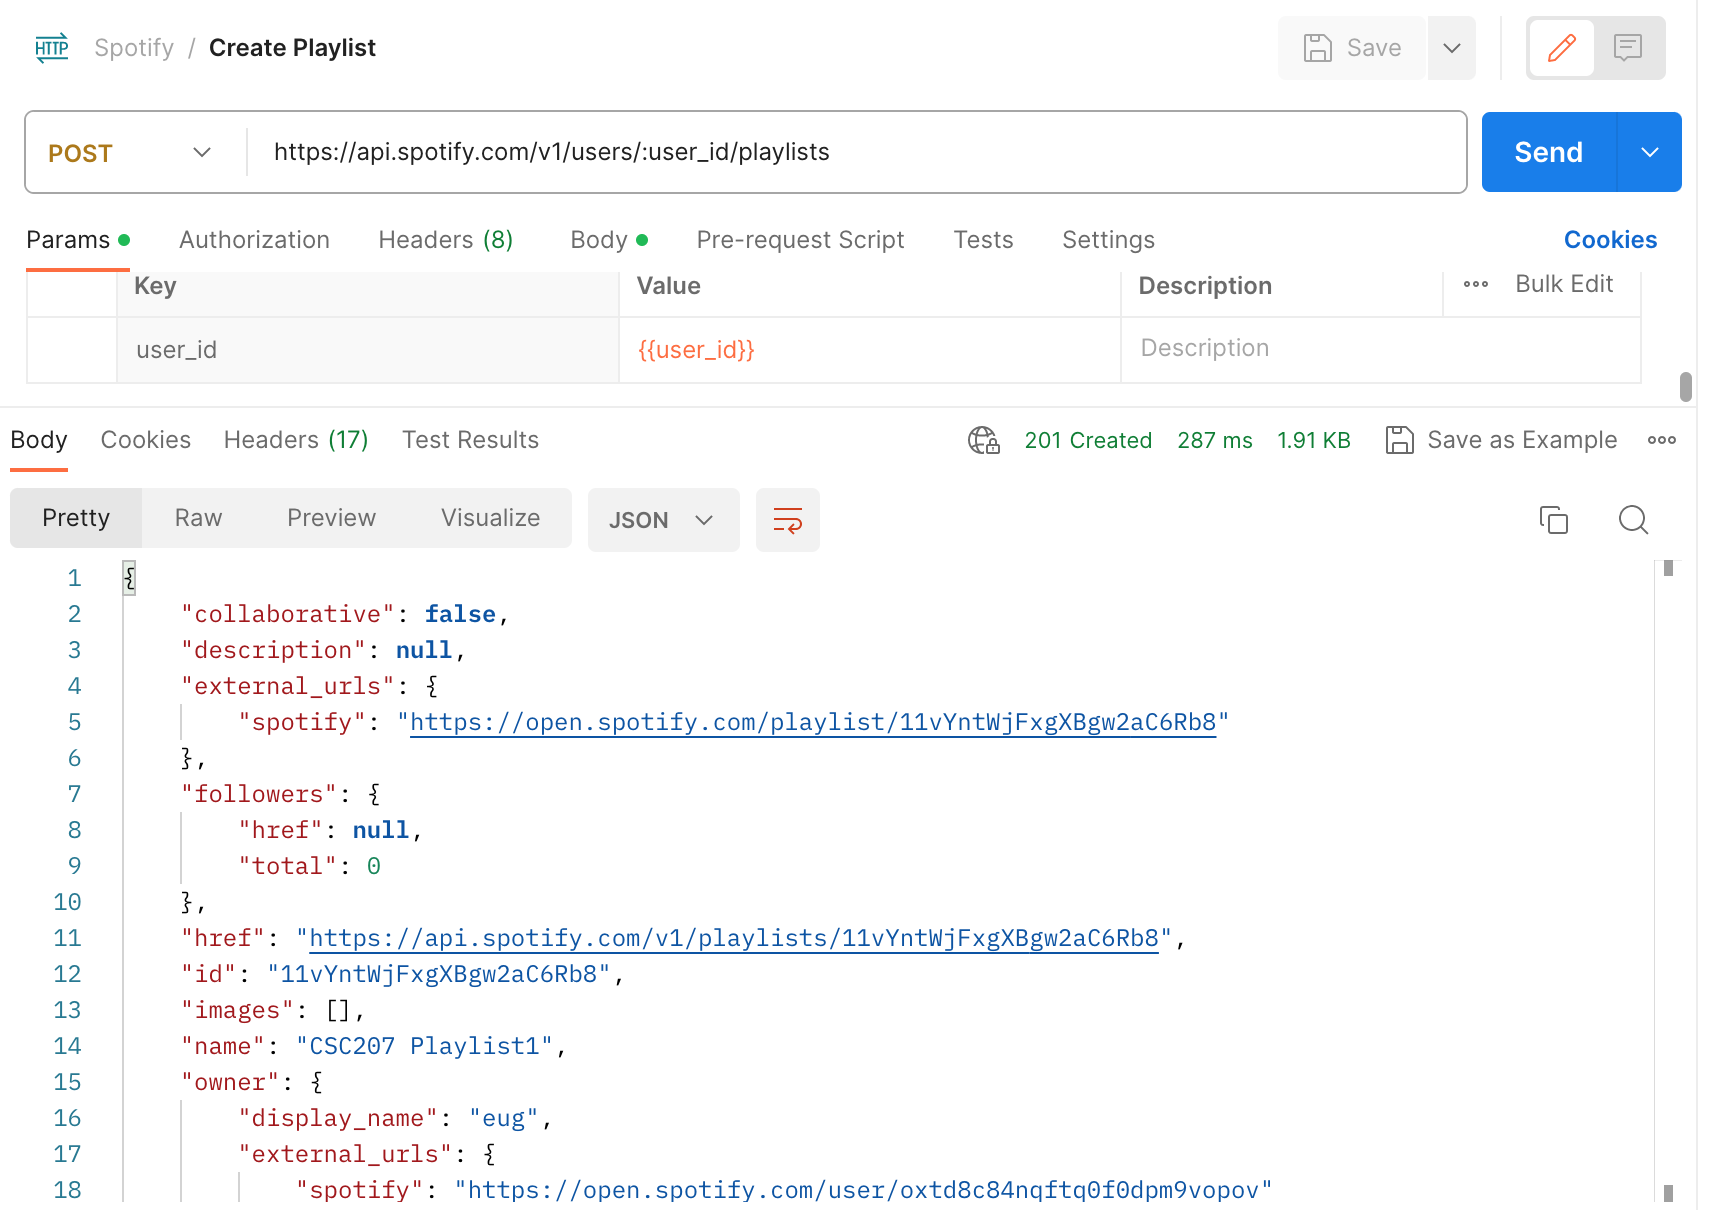 HTTP Spotify / Create Playlist Save
POST https://api.spotify.com/v1/users/:user_id/playlists Send
Params Authorization Headers (8) Body Pre-request Script Tests Settings Cookies
Key Value Description Bulk Edit
user_id {{user_id}} Description
Body Cookies Headers (17) Test Results 201 Created 287 ms 1.91 KB Save as Example
Pretty Raw Preview Visualize JSON
1 {
2 "collaborative": false,
3 "description": null,
4 "external_urls": {
5 "spotify": "https://open.spotify.com/playlist/11vYntWjFxgXBgw2aC6Rb8"
6 },
7 "followers": {
8 "href": null,
9 "total": 0
10 },
11 "href": "https://api.spotify.com/v1/playlists/11vYntWjFxgXBgw2aC6Rb8",
12 "id": "11vYntWjFxgXBgw2aC6Rb8",
13 "images": [],
14 "name": "CSC207 Playlist1",
15 "owner": {
16 "display_name": "eug",
17 "external_urls": {
18 "spotify": "https://open.spotify.com/user/oxtd8c84nqftq0f0dpm9vopov"